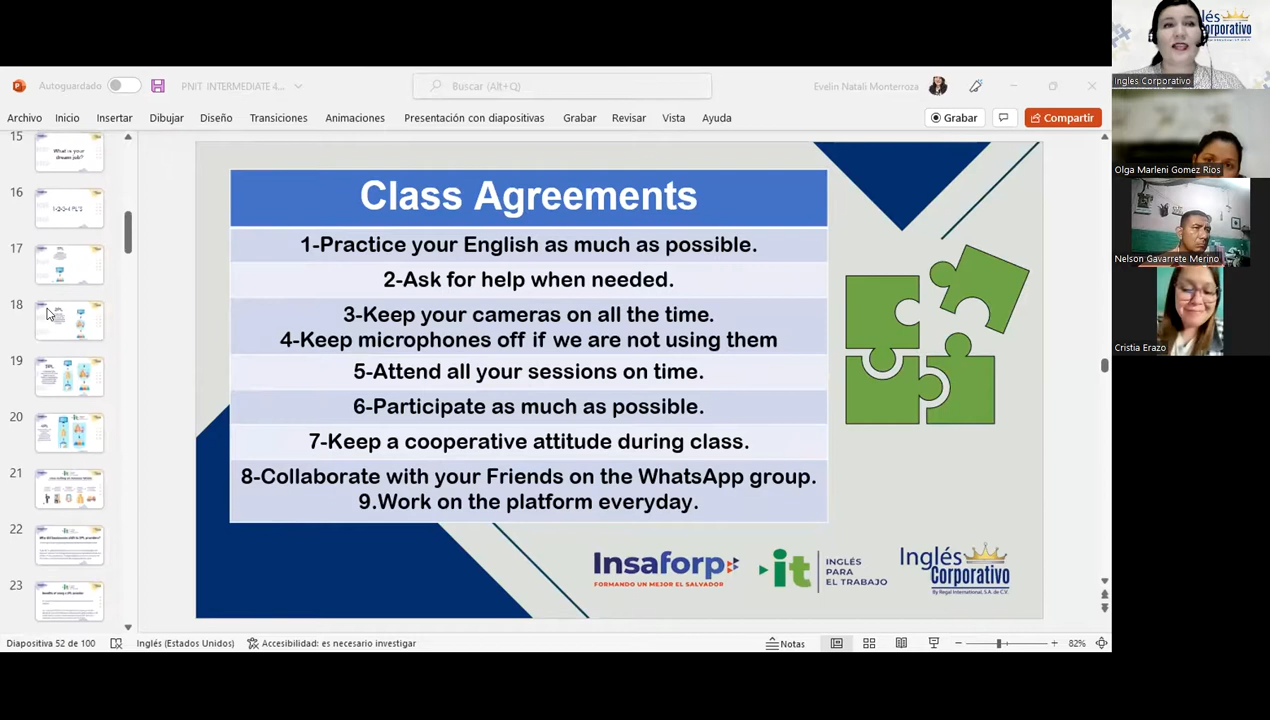 Autoguardado
PNIT INTERMEDIATE 4...
Buscar (Alt+Q)
Evelin Natali Monterroza
Archivo Inicio Insertar Dibujar Diseño Transiciones Animaciones Presentación con diapositivas Grabar Revisar Vista Ayuda
Grabar
Compartir
15
What is your
dream job?
16
17
18
19
20
21
22
23
Class Agreements
1-Practice your English as much as possible.
2-Ask for help when needed.
3-Keep your cameras on all the time.
4-Keep microphones off if we are not using them
5-Attend all your sessions on time.
6-Participate as much as possible.
7-Keep a cooperative attitude during class.
8-Collaborate with your Friends on the WhatsApp group.
9.Work on the platform everyday.
Insaforp
FORMANDO UN MEJOR EL SALVADOR
it
INGLÉS
PARA
EL TRABAJO
Inglés
Corporativo
By Regal International, S.A. de C.V.
Diapositiva 52 de 100
Inglés (Estados Unidos)
Accesibilidad: es necesario investigar
Notas
82%
lés
orporativo
Ingles Corporativo
Olga Marleni Gomez Rios
Nelson Gavarrete Merino
Cristia Erazo